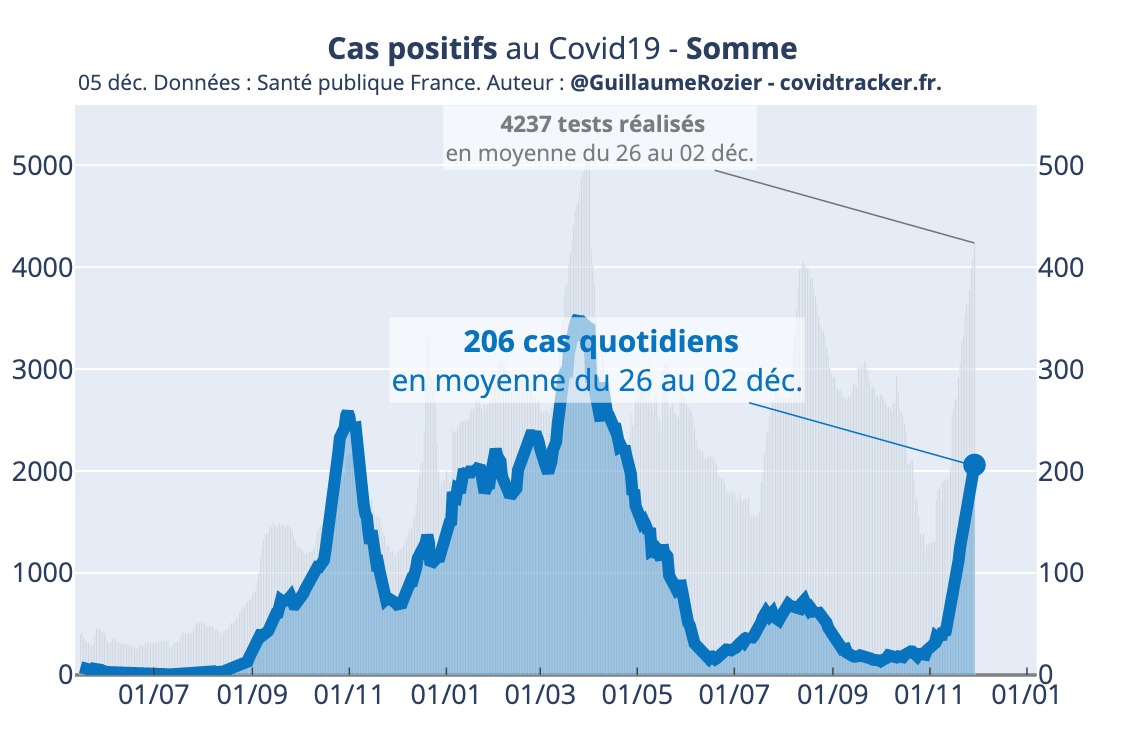 Cas positifs au Covid19 - Somme
05 déc. Données : Santé publique France. Auteur : @GuillaumeRozier - covidtracker.fr.
4237 tests réalisés
en moyenne du 26 au 02 déc.
5000
500
4000
400
206 cas quotidiens
en moyenne du 26 au 02 déc.
3000
300
2000
200
1000
100
0
0
01/07 01/09 01/11 01/01 01/03 01/05 01/07 01/09 01/11 01/01